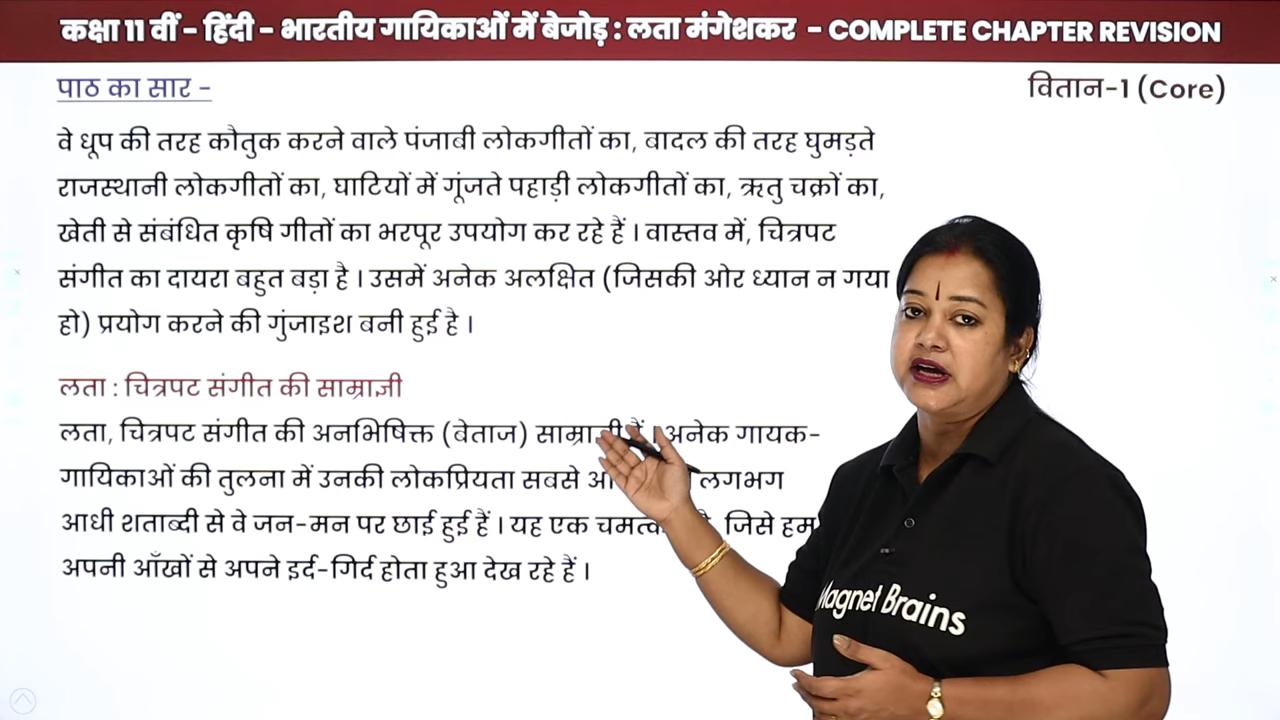 कक्षा 11 वीं - हिंदी - भारतीय गायिकाओं में बेजोड़ : लता मंगेशकर - COMPLETE CHAPTER REVISION
पाठ का सार -
वितान-1 (Core)
वे धूप की तरह कौतुक करने वाले पंजाबी लोकगीतों का, बादल की तरह घुमड़ते
राजस्थानी लोकगीतों का, घाटियों में गूंजते पहाड़ी लोकगीतों का, ऋतु चक्रों का,
खेती से संबंधित कृषि गीतों का भरपूर उपयोग कर रहे हैं । वास्तव में, चित्रपट
संगीत का दायरा बहुत बड़ा है । उसमें अनेक अलक्षित (जिसकी ओर ध्यान न गया
हो) प्रयोग करने की गुंजाइश बनी हुई है ।
लता : चित्रपट संगीत की साम्राज्ञी
लता, चित्रपट संगीत की अनभिषिक्त (बेताज) साम्राज्ञी हैं । अनेक गायक-
गायिकाओं की तुलना में उनकी लोकप्रियता सबसे लगभग
आधी शताब्दी से वे जन-मन पर छाई हुई हैं । यह एक जिसे हम
अपनी आँखों से अपने इर्द-गिर्द होता हुआ देख रहे हैं ।
Magnet Brains